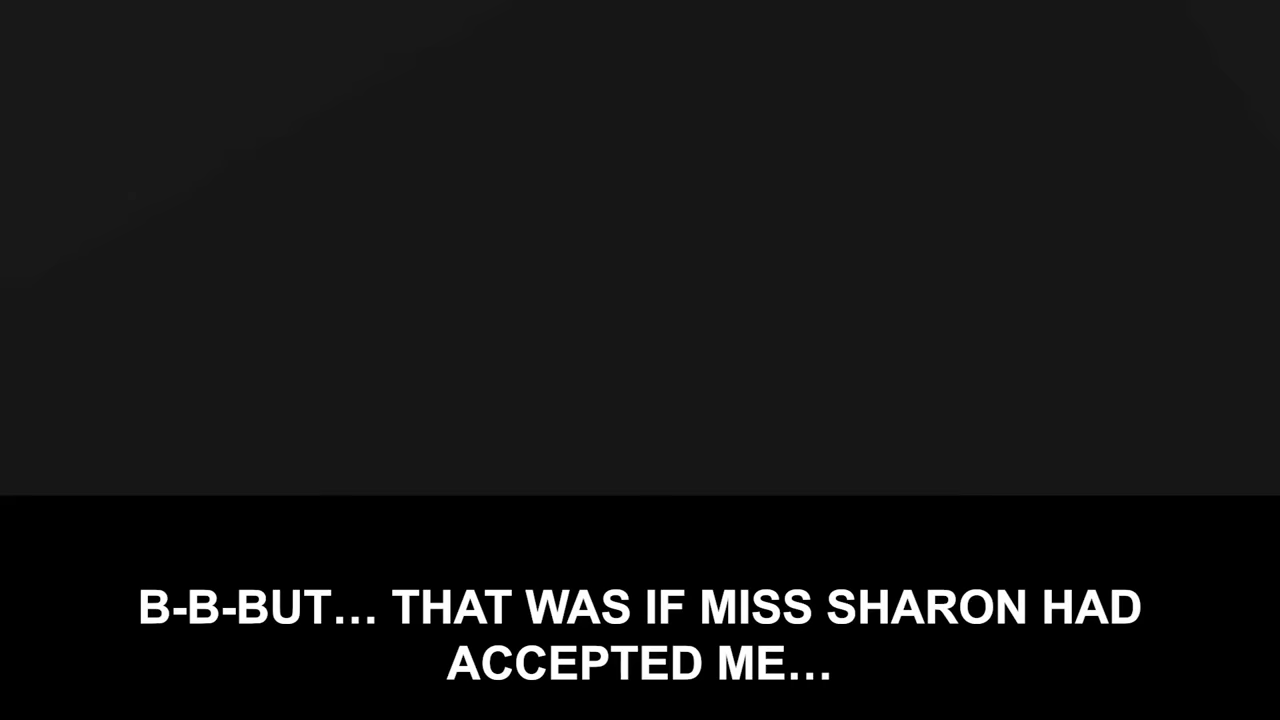 B-B-BUT… THAT WAS IF MISS SHARON HAD
ACCEPTED ME…